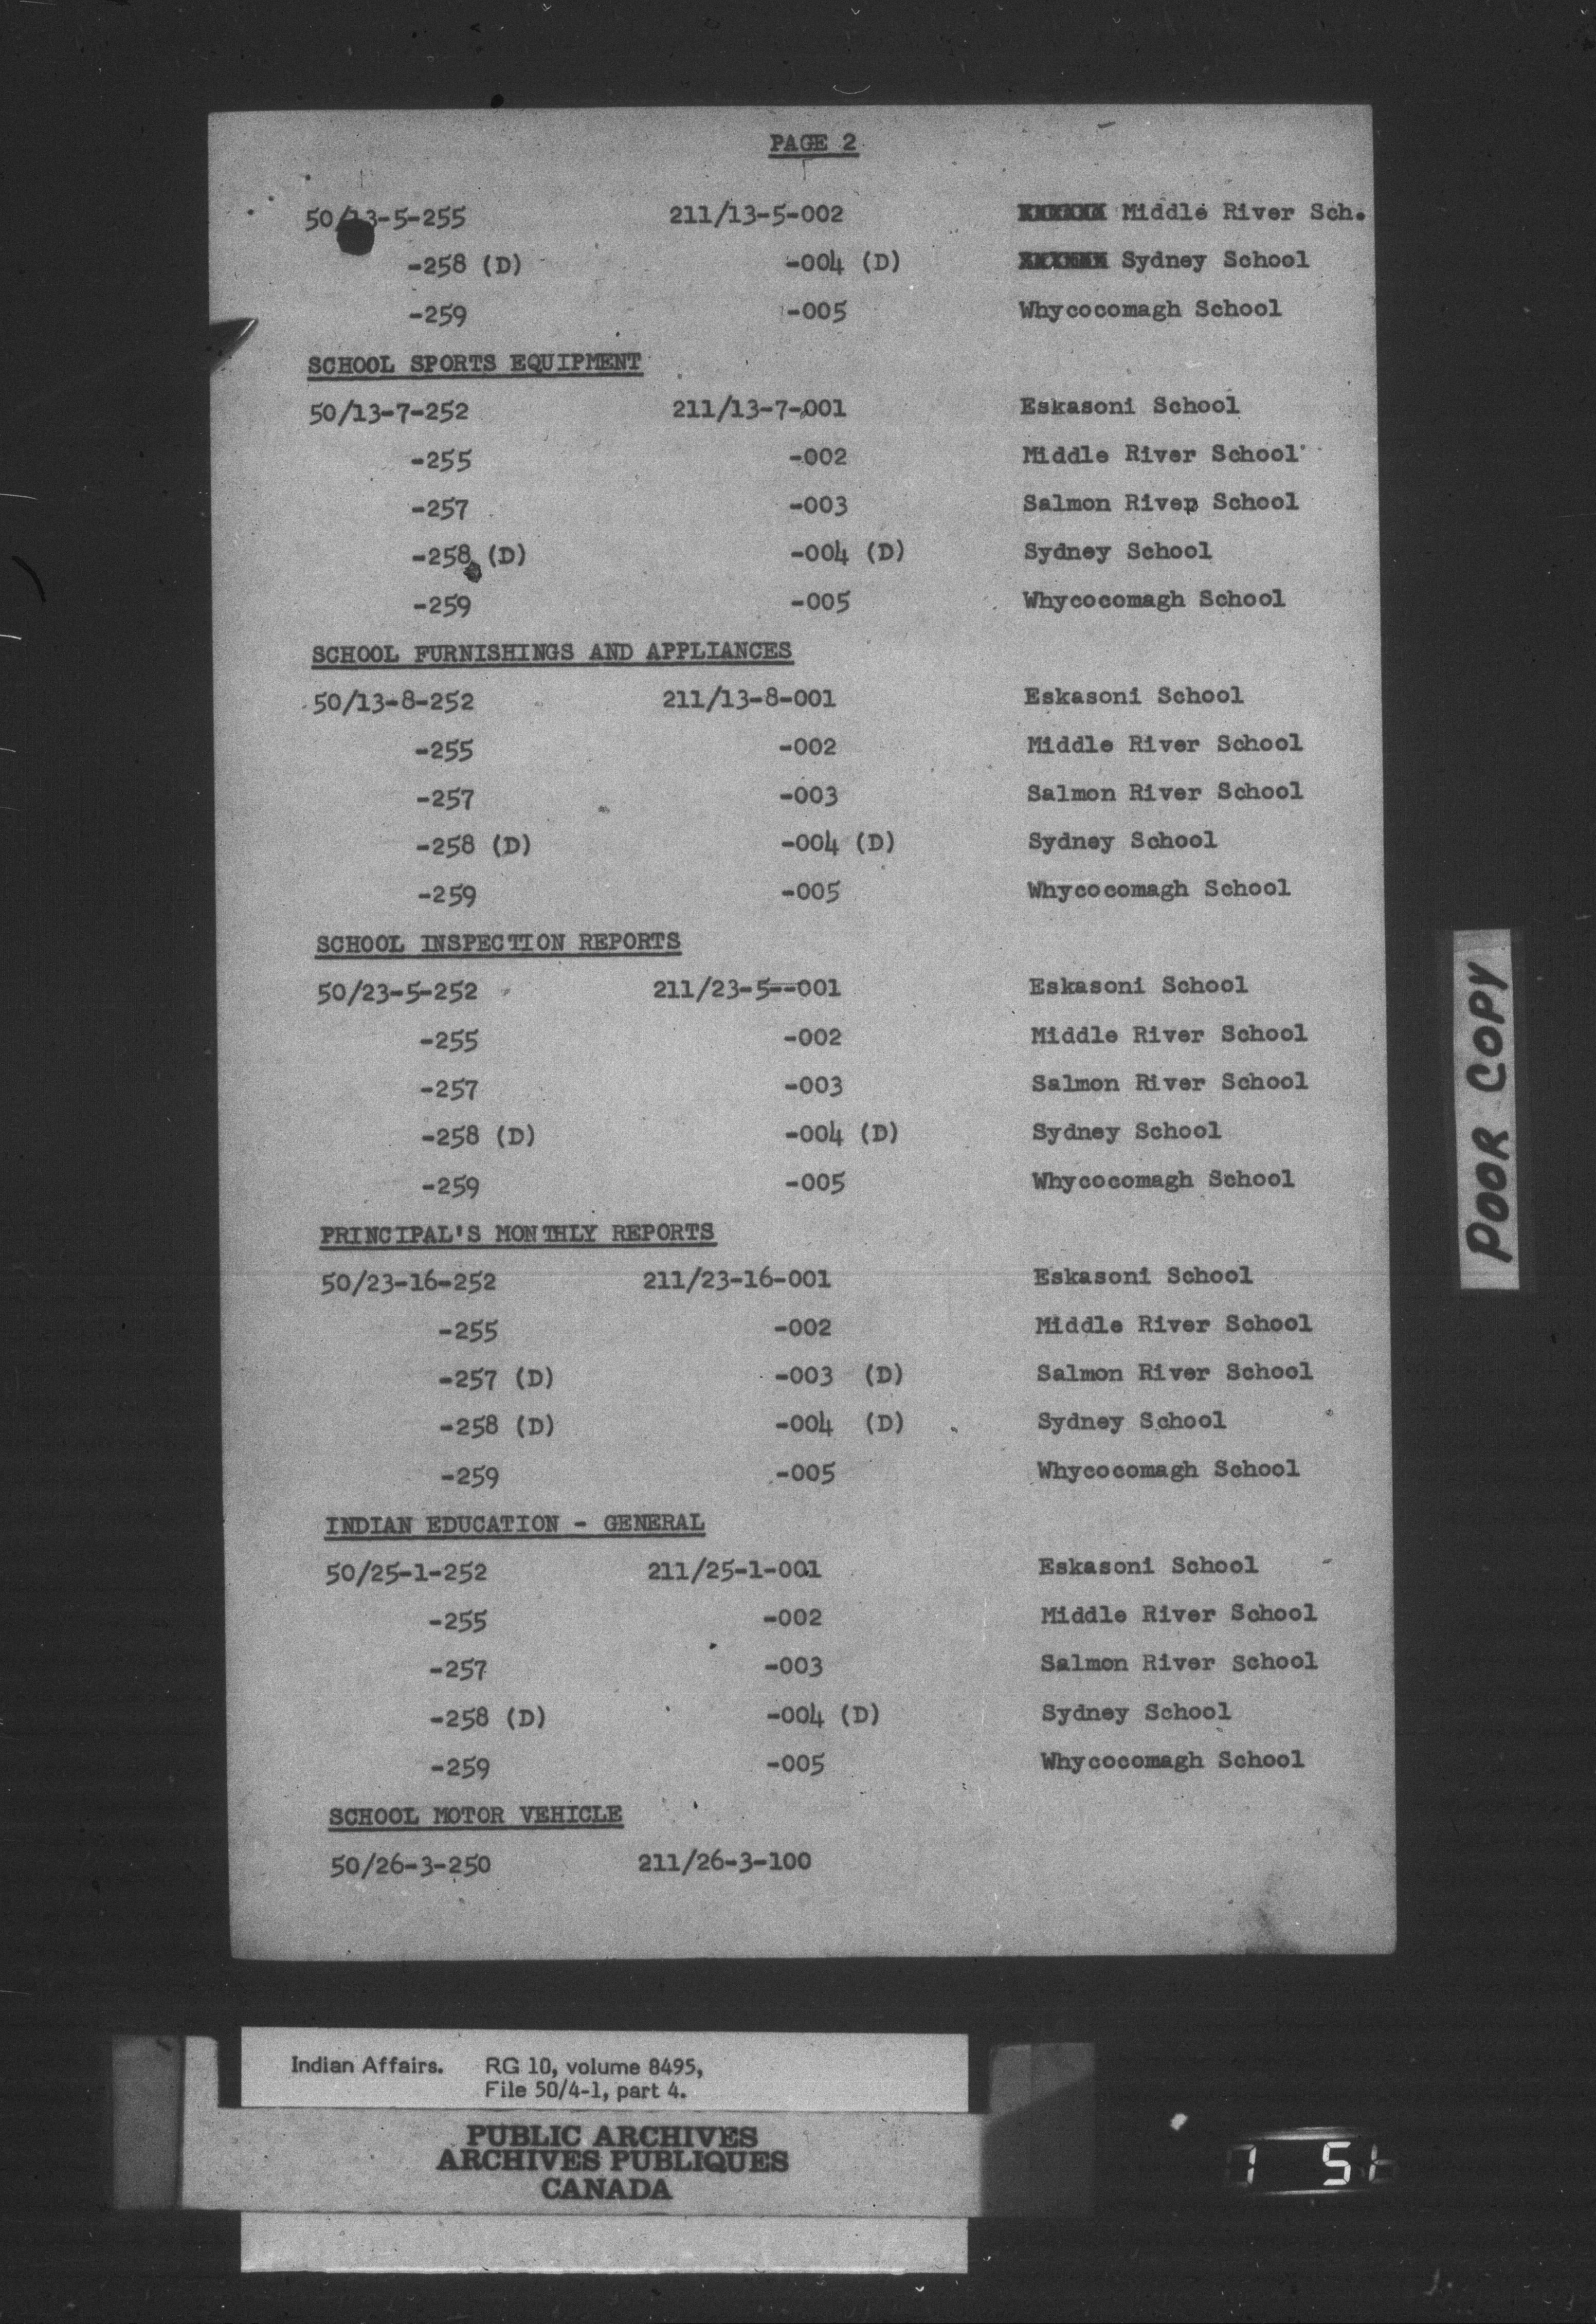 PAGE 2
50/13-5-255 211/13-5-002 Middle River Sch.
-258 (D) -004 (D) Sydney School
-259 -005 Whycocomagh School
SCHOOL SPORTS EQUIPMENT
50/13-7-252 211/13-7-001 Eskasoni School
-255 -002 Middle River School
-257 -003 Salmon River School
-258 (D) -004 (D) Sydney School
-259 -005 Whycocomagh School
SCHOOL FURNISHINGS AND APPLIANCES
50/13-8-252 211/13-8-001 Eskasoni School
-255 -002 Middle River School
-257 -003 Salmon River School
-258 (D) -004 (D) Sydney School
-259 -005 Whycocomagh School
SCHOOL INSPECTION REPORTS
50/23-5-252 211/23-5--001 Eskasoni School
-255 -002 Middle River School
-257 -003 Salmon River School
-258 (D) -004 (D) Sydney School
-259 -005 Whycocomagh School
PRINCIPAL'S MONTHLY REPORTS
50/23-16-252 211/23-16-001 Eskasoni School
-255 -002 Middle River School
-257 (D) -003 (D) Salmon River School
-258 (D) -004 (D) Sydney School
-259 -005 Whycocomagh School
INDIAN EDUCATION - GENERAL
50/25-1-252 211/25-1-001 Eskasoni School
-255 -002 Middle River School
-257 -003 Salmon River School
-258 (D) -004 (D) Sydney School
-259 -005 Whycocomagh School
SCHOOL MOTOR VEHICLE
50/26-3-250 211/26-3-100
POOR COPY
Indian Affairs. RG 10, volume 8495,
File 50/4-1, part 4.
PUBLIC ARCHIVES
ARCHIVES PUBLIQUES
CANADA